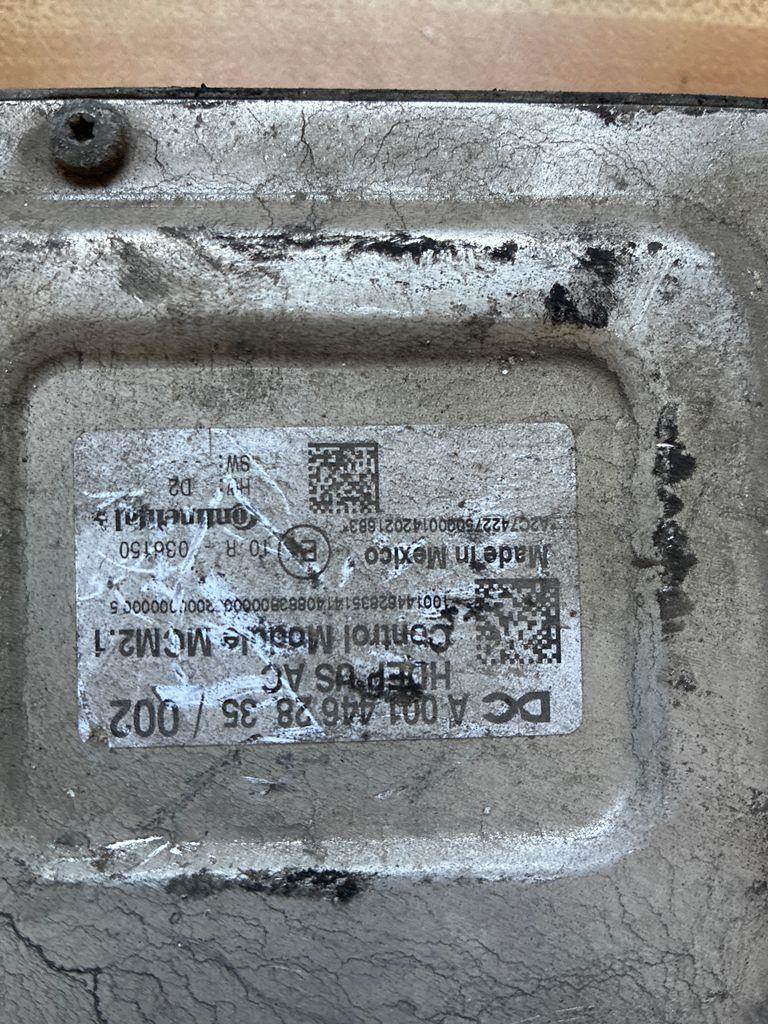 DC A 001 446 28 35 / 002
HDEP US AC
Control Module MCM2.1
Made in Mexico E 10 R - 036150
Continental
HW: D2
SW: